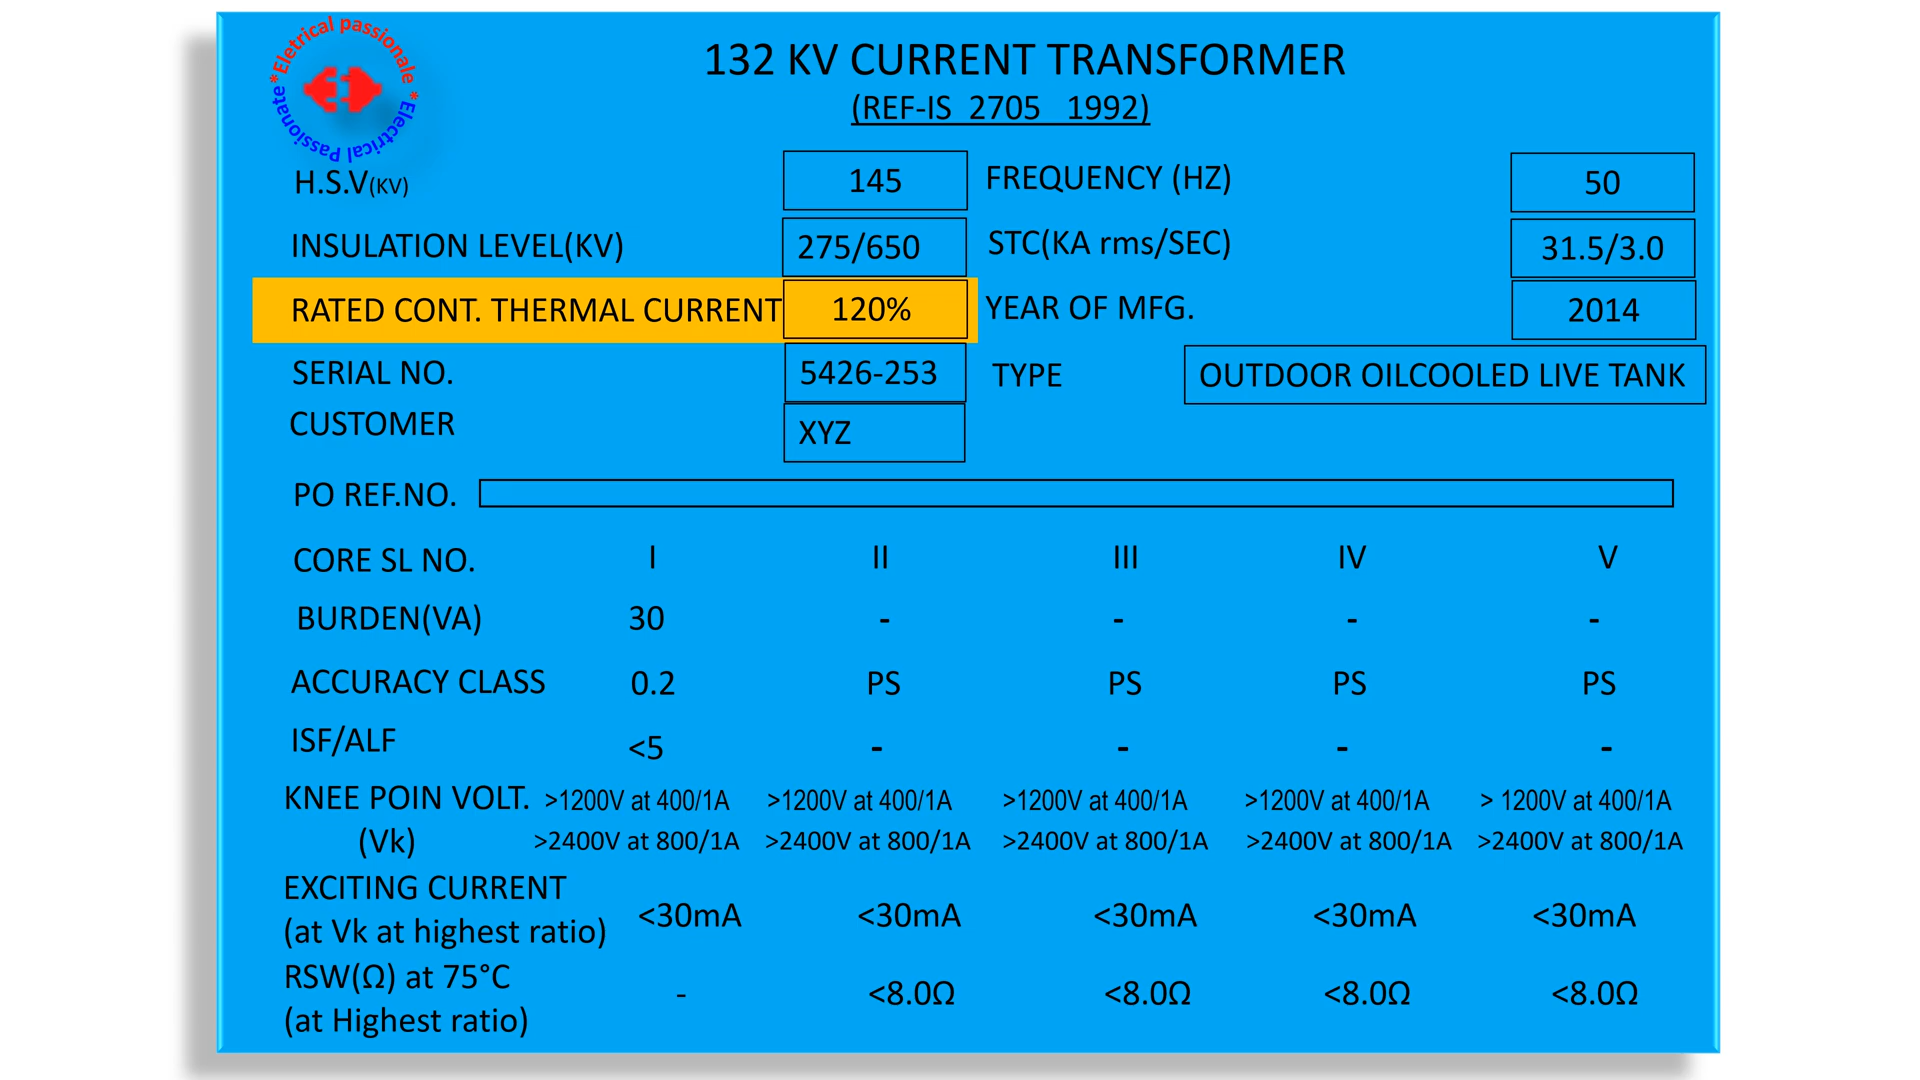 *Eletrical passionale*
Electrical Passionate
132 KV CURRENT TRANSFORMER
(REF-IS 2705 1992)
H.S.V(KV) 145 FREQUENCY (HZ) 50
INSULATION LEVEL(KV) 275/650 STC(KA rms/SEC) 31.5/3.0
RATED CONT. THERMAL CURRENT 120% YEAR OF MFG. 2014
SERIAL NO. 5426-253 TYPE OUTDOOR OILCOOLED LIVE TANK
CUSTOMER XYZ
PO REF.NO.
CORE SL NO. I II III IV V
BURDEN(VA) 30 - - - -
ACCURACY CLASS 0.2 PS PS PS PS
ISF/ALF <5 - - - -
KNEE POIN VOLT. >1200V at 400/1A >1200V at 400/1A >1200V at 400/1A >1200V at 400/1A > 1200V at 400/1A
(Vk) >2400V at 800/1A >2400V at 800/1A >2400V at 800/1A >2400V at 800/1A >2400V at 800/1A
EXCITING CURRENT
(at Vk at highest ratio) <30mA <30mA <30mA <30mA <30mA
RSW(Ω) at 75°C
(at Highest ratio) - <8.0Ω <8.0Ω <8.0Ω <8.0Ω